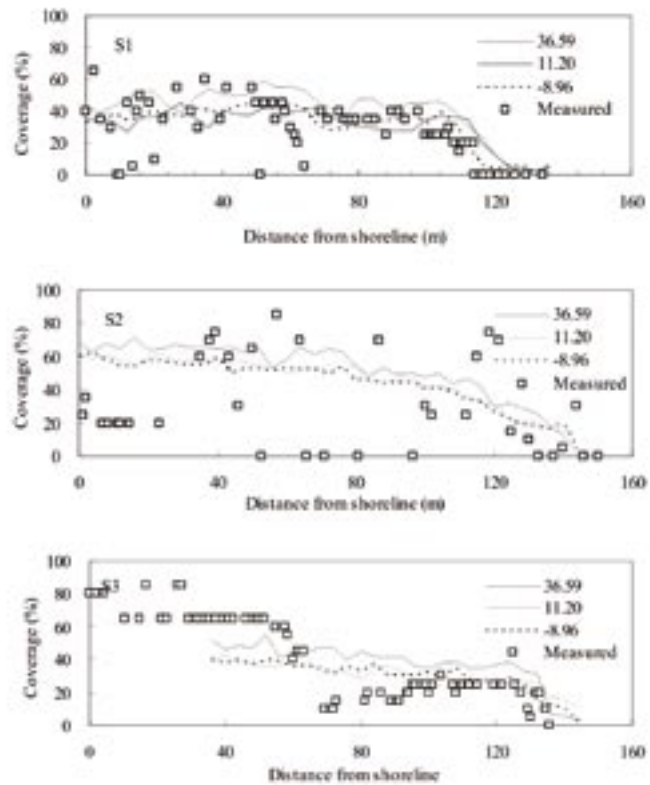 100
80
60
40
20
0
Coverage (%)
S1
36.59
11.20
-8.96
Measured
0 40 80 120 160
Distance from shoreline (m)
100
80
60
40
20
0
Coverage (%)
S2
36.59
11.20
-8.96
Measured
0 40 80 120 160
Distance from shoreline (m)
100
80
60
40
20
0
Coverage (%)
S3
36.59
11.20
-8.96
Measured
0 40 80 120 160
Distance from shoreline